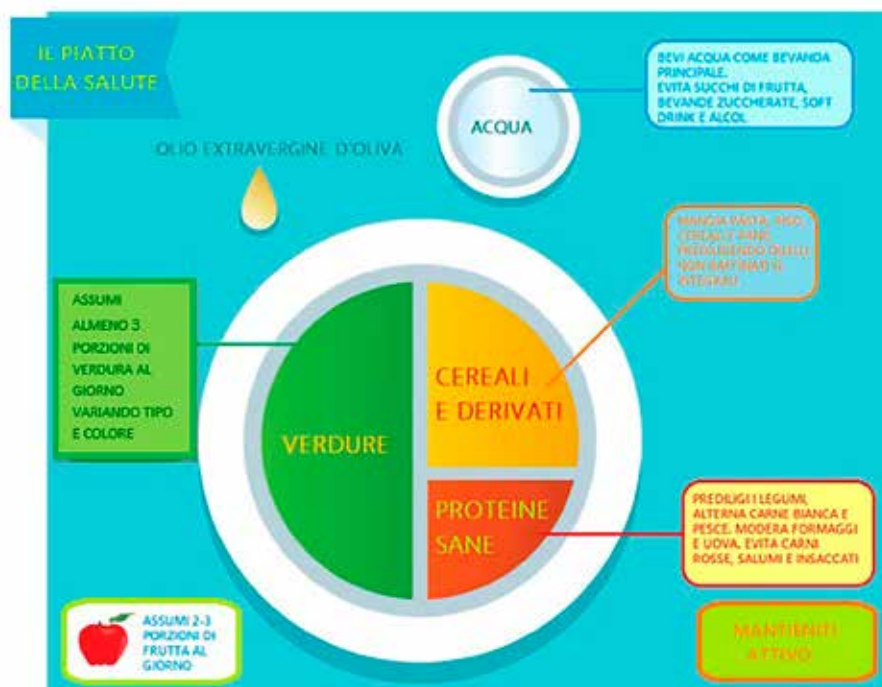 IL PIATTO
DELLA SALUTE
BEVI ACQUA COME BEVANDA
PRINCIPALE.
EVITA SUCCHI DI FRUTTA,
BEVANDE ZUCCHERATE, SOFT
DRINK E ALCOL
ACQUA
OLIO EXTRAVERGINE D'OLIVA
MANGIA PASTA, RISO,
CEREALI E PANE,
PREDILIGENDO QUELLI
NON RAFFINATI O
INTEGRALI
ASSUMI
ALMENO 3
PORZIONI DI
VERDURA AL
GIORNO
VARIANDO TIPO
E COLORE
CEREALI
E DERIVATI
VERDURE
PROTEINE
SANE
PREDILIGI I LEGUMI,
ALTERNA CARNE BIANCA E
PESCE. MODERA FORMAGGI
E UOVA. EVITA CARNI
ROSSE, SALUMI E INSACCATI
ASSUMI 2-3
PORZIONI DI
FRUTTA AL
GIORNO
MANTIENITI
ATTIVO